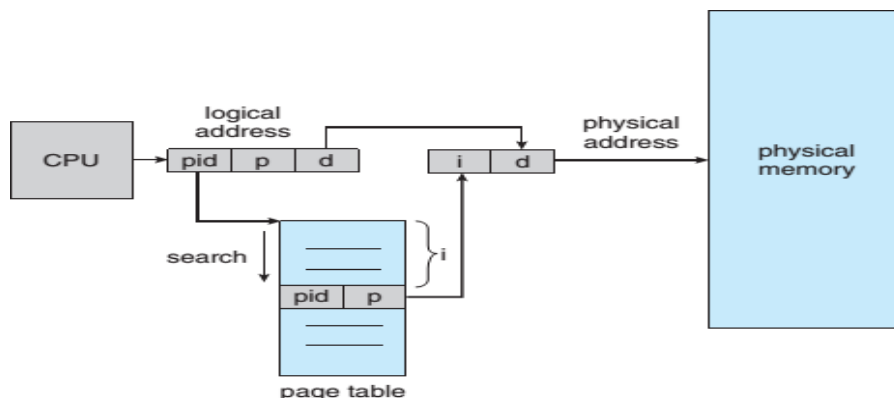 logical
address
CPU
pid p d
i d
physical
address
physical
memory
search
i
pid p
page table